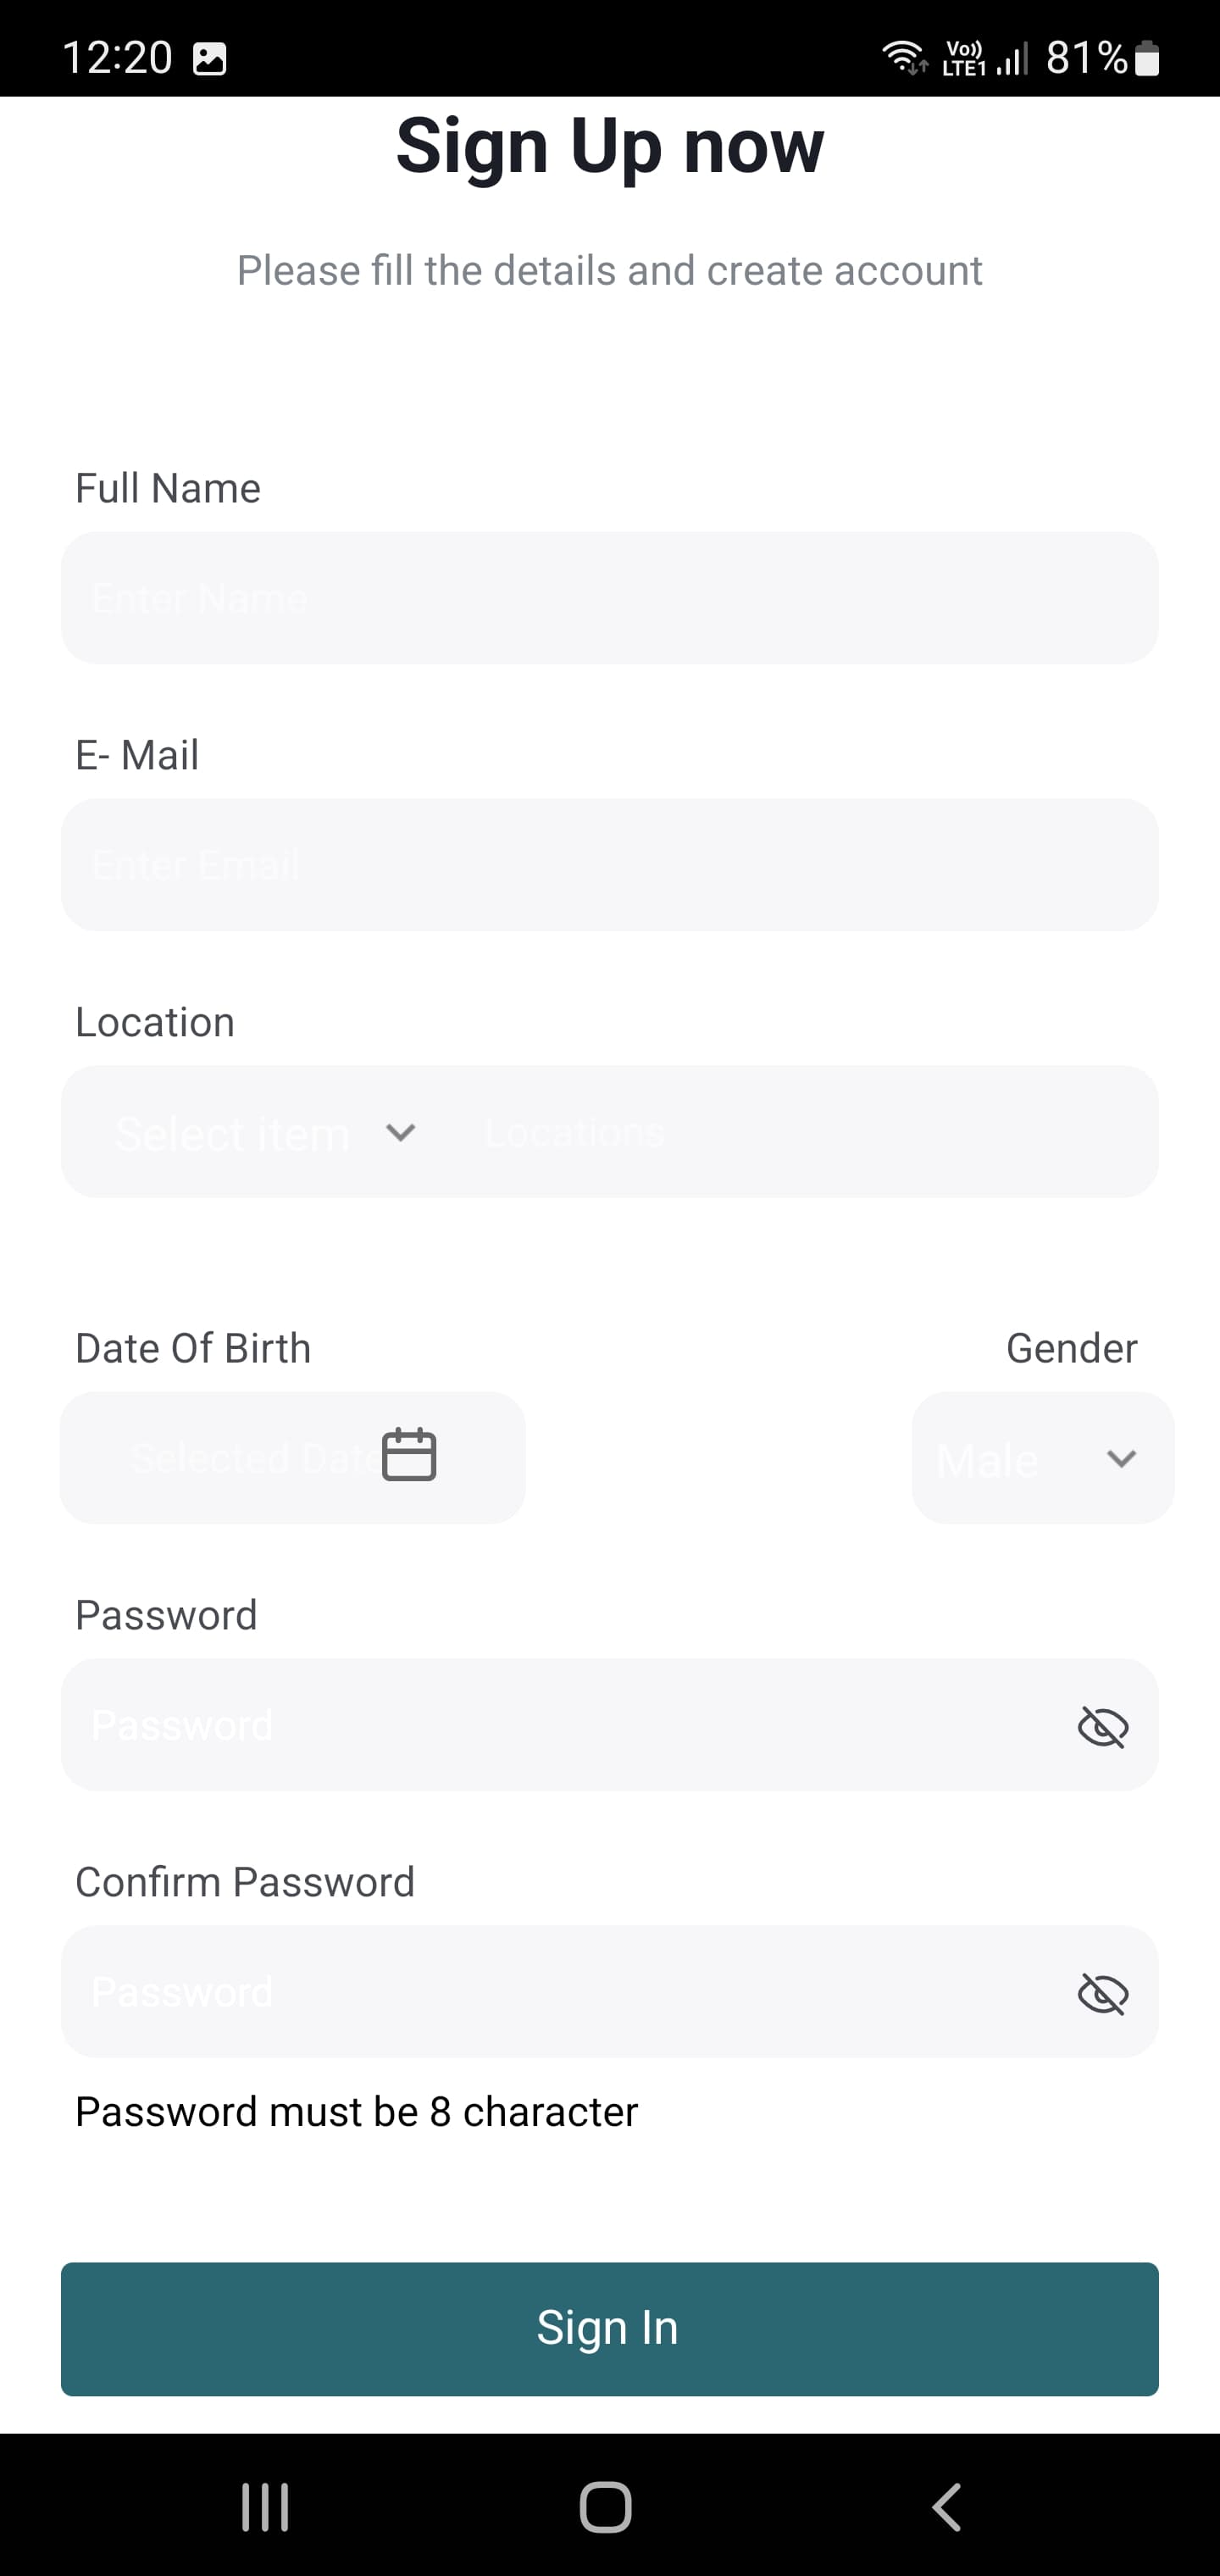 12:20 Vo)) LTE1 81%
Sign Up now
Please fill the details and create account
Full Name
Enter Name
E- Mail
Enter Email
Location
Select item Locations
Date Of Birth Gender
Selected Date Male
Password
Password
Confirm Password
Password
Password must be 8 character
Sign In